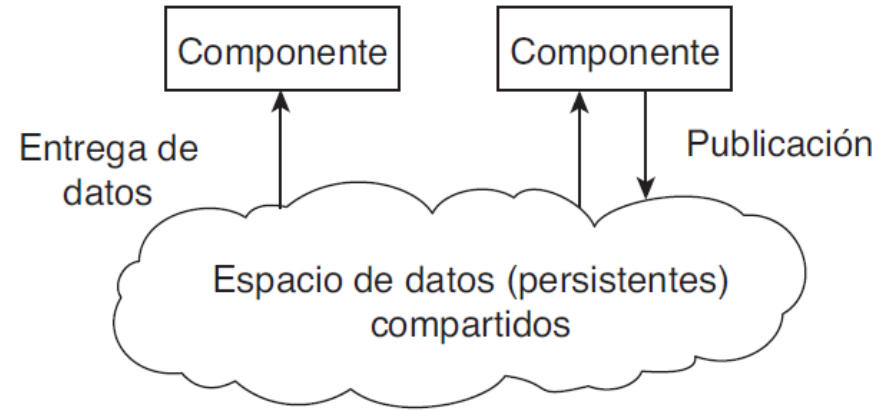 Componente
Componente
Entrega de
datos
Publicación
Espacio de datos (persistentes)
compartidos